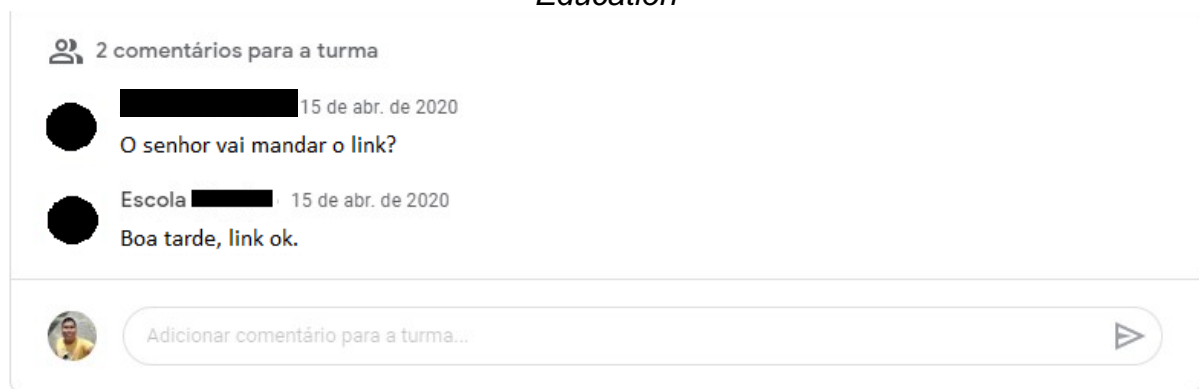 Education
2 comentários para a turma
15 de abr. de 2020
O senhor vai mandar o link?
Escola 15 de abr. de 2020
Boa tarde, link ok.
Adicionar comentário para a turma...